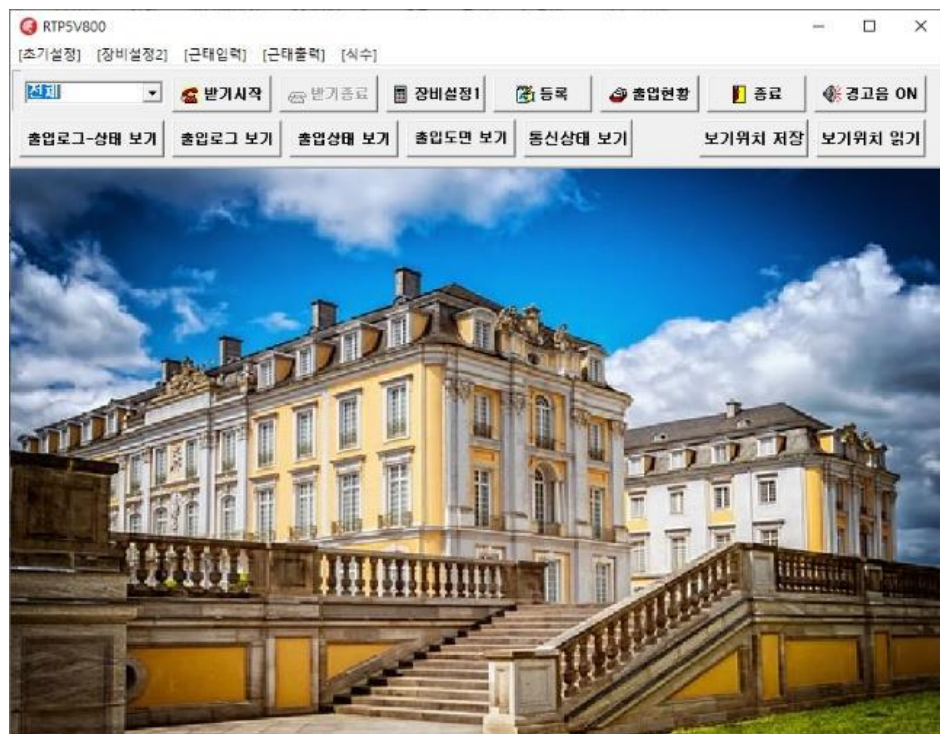 RTP5V800
[초기설정] [장비설정2] [근태입력] [근태출력] [식수]
전체 받기시작 받기종료 장비설정1 등록 출입현황 종료 경고음 ON
출입로그-상태 보기 출입로그 보기 출입상태 보기 출입도면 보기 통신상태 보기 보기위치 저장 보기위치 읽기